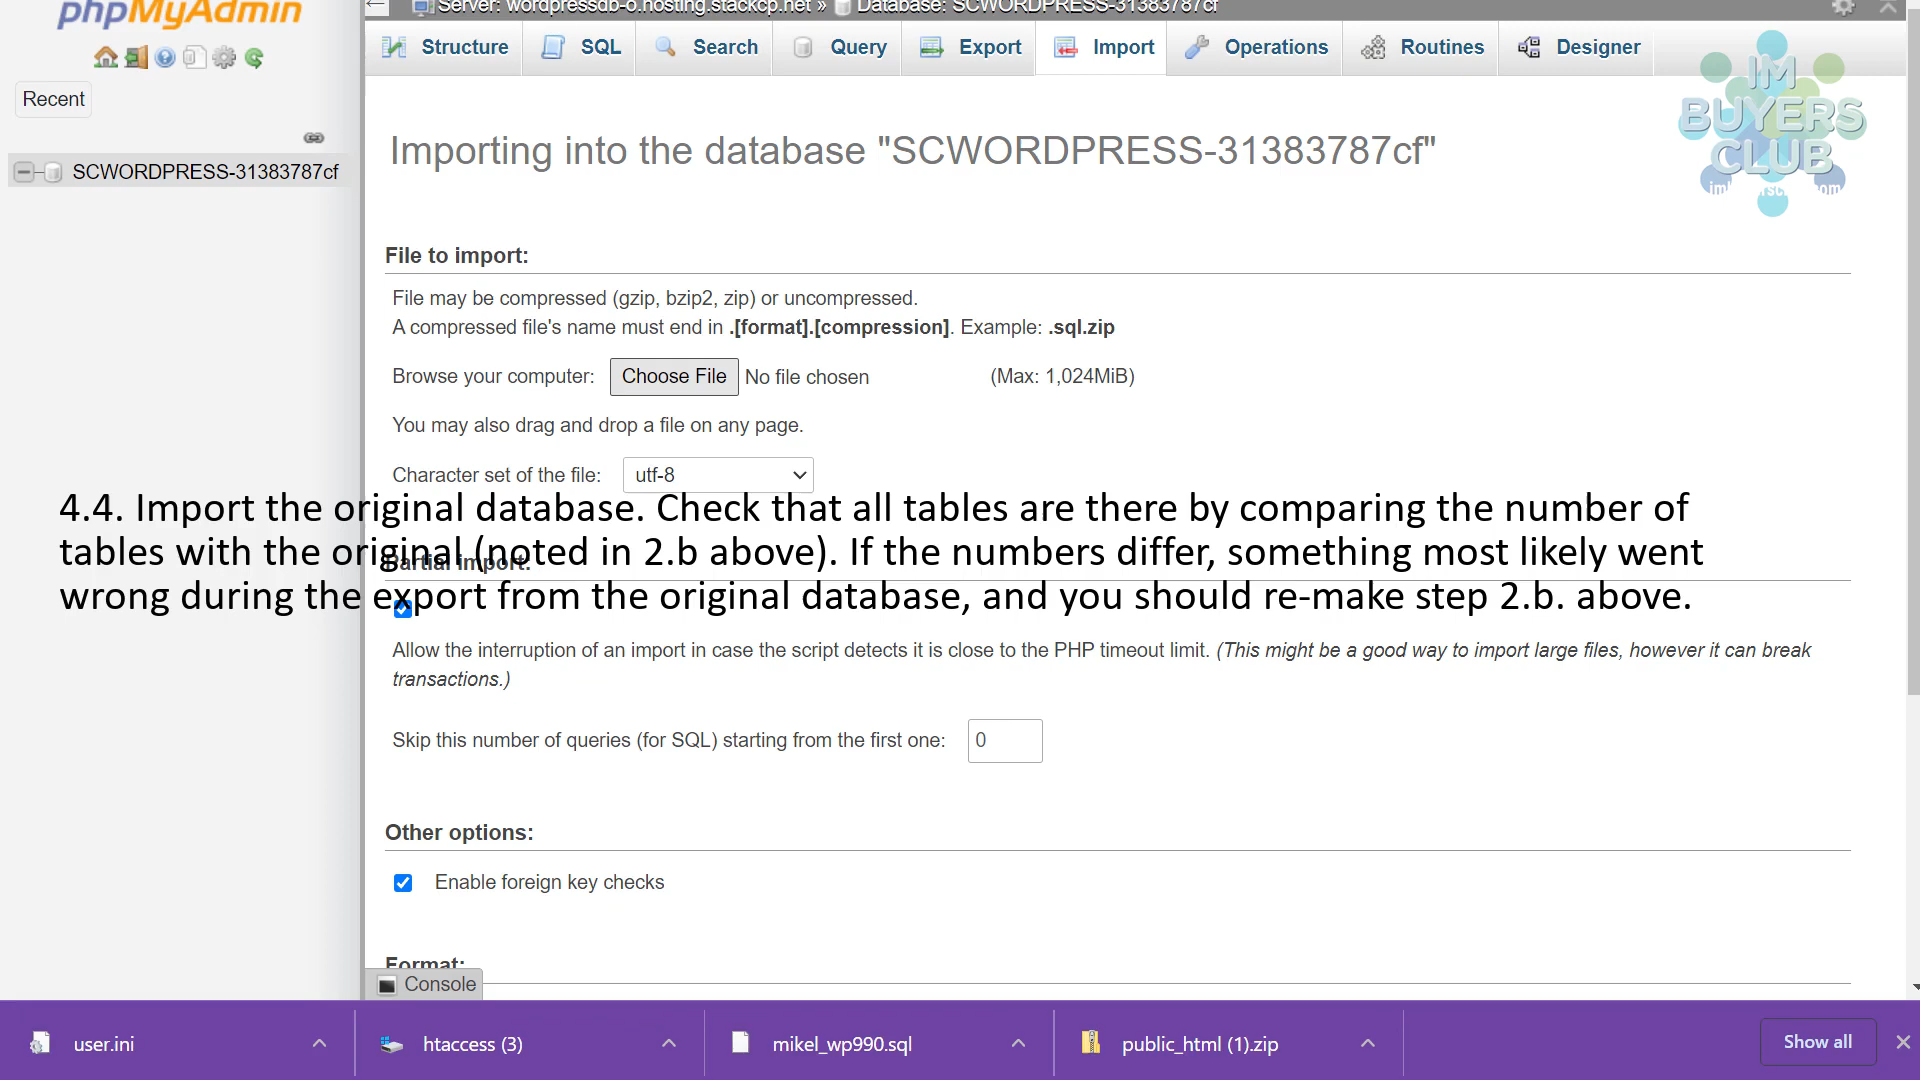 phpMyAdmin
Server: wordpressdb-o.hosting.stackcp.net » Database: SCWORDPRESS-31383787cf
Structure SQL Search Query Export Import Operations Routines Designer
Recent
SCWORDPRESS-31383787cf
IM
BUYERS
CLUB
Importing into the database "SCWORDPRESS-31383787cf"
File to import:
File may be compressed (gzip, bzip2, zip) or uncompressed.
A compressed file's name must end in .[format].[compression]. Example: .sql.zip
Browse your computer: Choose File No file chosen (Max: 1,024MiB)
You may also drag and drop a file on any page.
Character set of the file: utf-8
4.4. Import the original database. Check that all tables are there by comparing the number of
tables with the original (noted in 2.b above). If the numbers differ, something most likely went
wrong during the export from the original database, and you should re-make step 2.b. above.
Partial import:
Allow the interruption of an import in case the script detects it is close to the PHP timeout limit. (This might be a good way to import large files, however it can break
transactions.)
Skip this number of queries (for SQL) starting from the first one: 0
Other options:
Enable foreign key checks
Format:
Console
user.ini htaccess (3) mikel_wp990.sql public_html (1).zip Show all